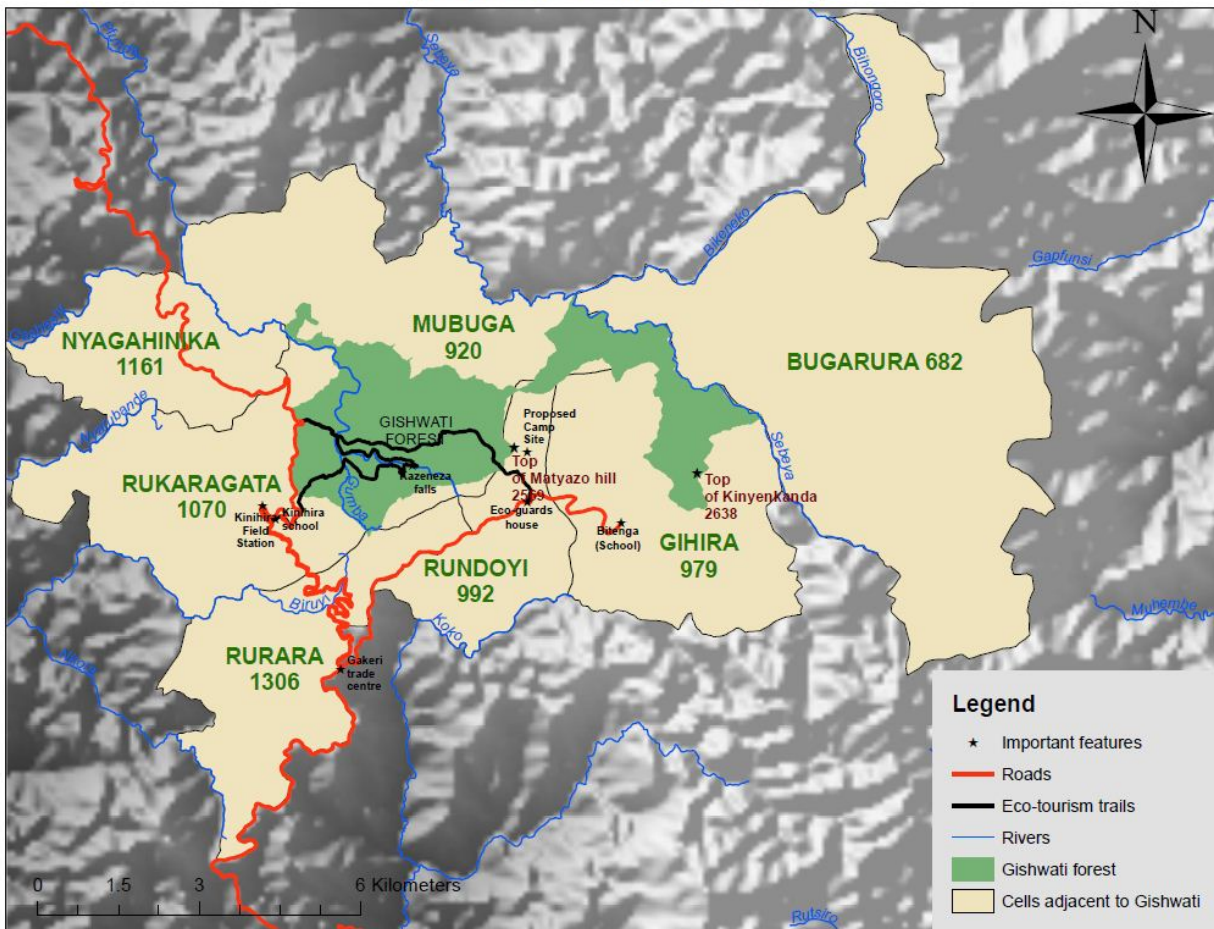 N
Sebeya
Bihongoro
Bikeneko
Gapfunsi
NYAGAHINIKA
1161
MUBUGA
920
BUGARURA 682
GISHWATI
FOREST
Proposed
Camp
Site
Top
of Matyazo hill
2569
Kazeneza
falls
Gumba
Top
of Kinyenkanda
2638
Sebeya
RUKARAGATA
1070
Kinihira
Field
Station
Kinihira
school
Eco-guards
house
Bitenga
(School)
GIHIRA
979
RUNDOYI
992
Biruyi
Koko
Muhembe
RURARA
1306
Gakeri
trade
centre
Rutsiro
0 1.5 3 6 Kilometers
Legend
Important features
Roads
Eco-tourism trails
Rivers
Gishwati forest
Cells adjacent to Gishwati